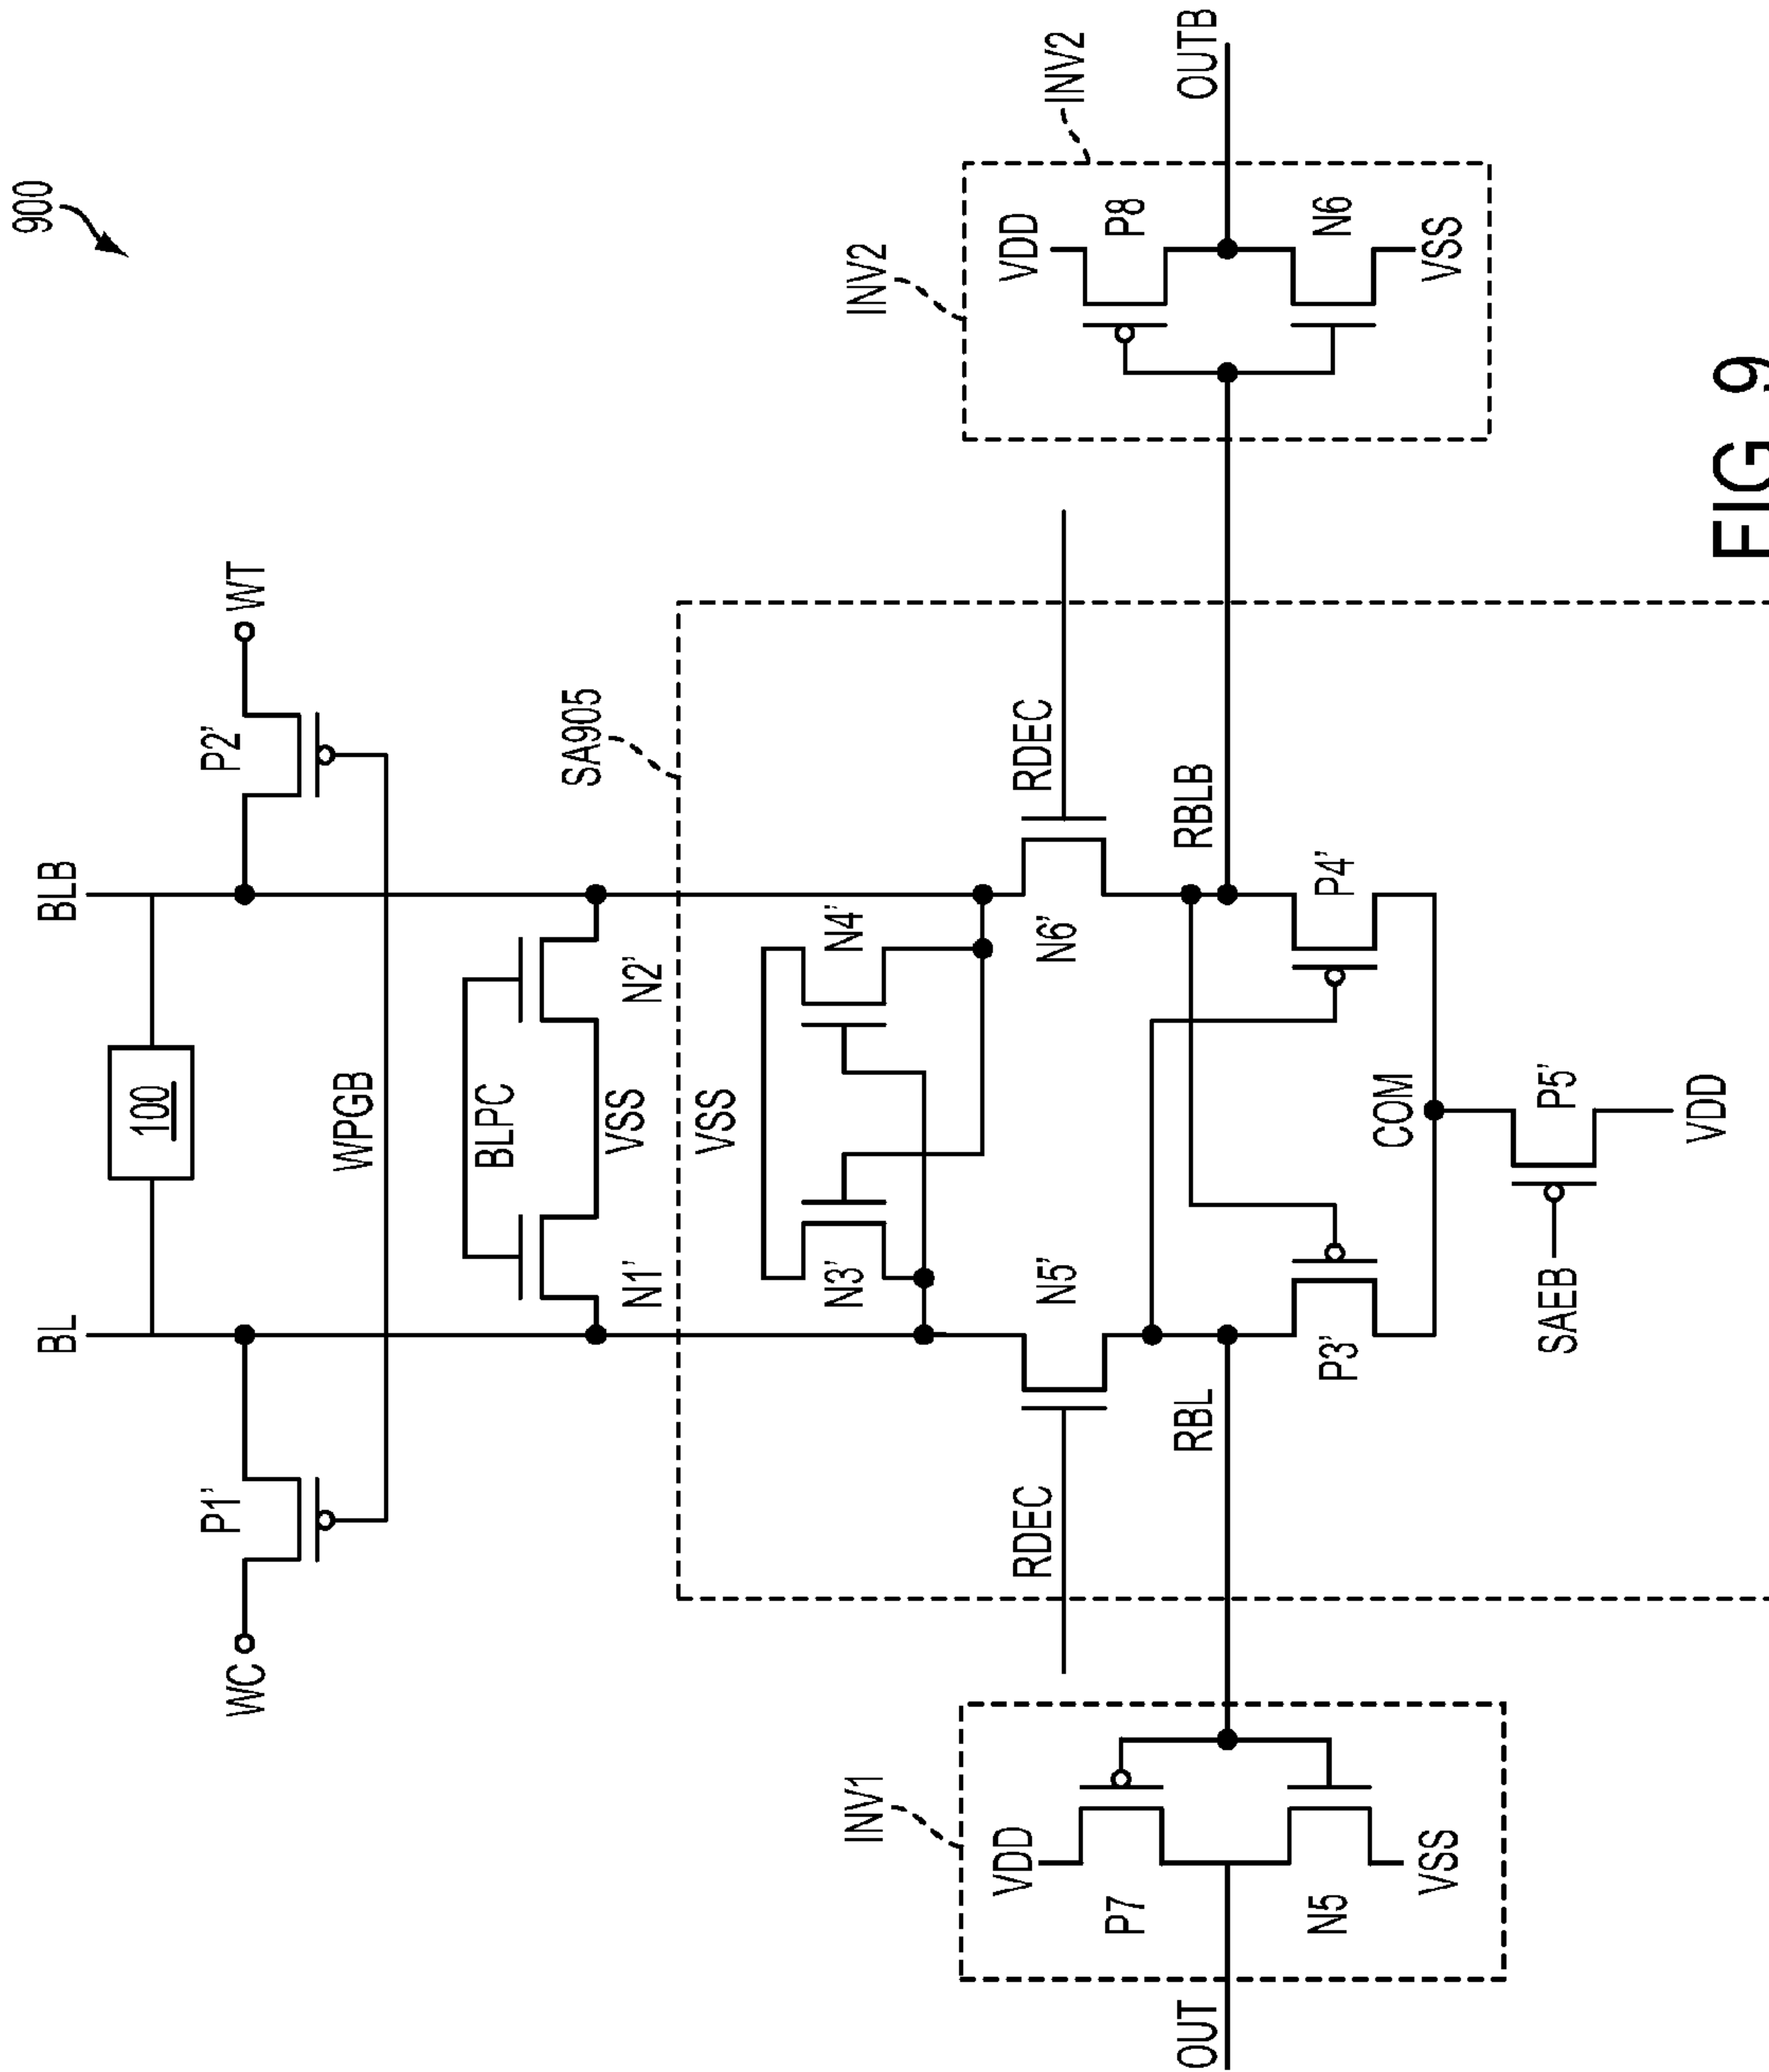 900
BL
BLB
100
WC
P1'
P2'
WT
WPGB
BLPC
N1'
VSS
N2'
SA905
VSS
N3'
N4'
RDEC
N5'
N6'
RDEC
RBL
RBLB
P3'
P4'
COM
SAEB
P5'
VDD
INV1
VDD
P7
N5
VSS
OUT
INV2
INV2
VDD
P8
N6
VSS
OUTB
FIG 9